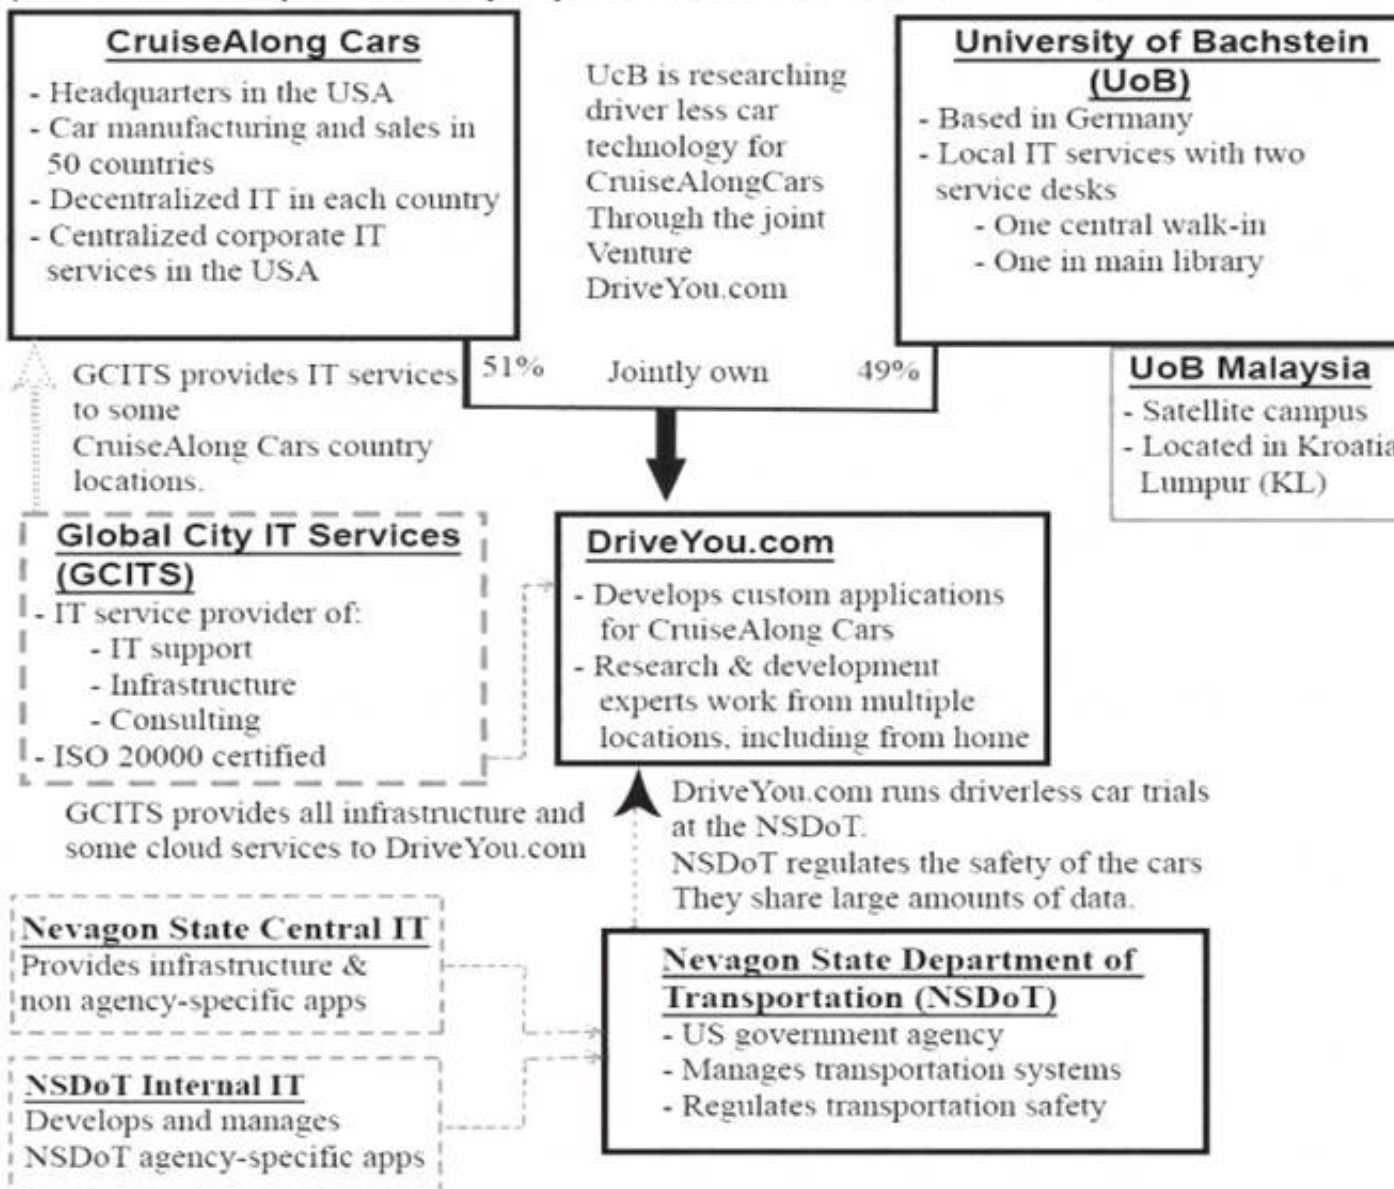 CruiseAlong Cars
- Headquarters in the USA
- Car manufacturing and sales in
50 countries
- Decentralized IT in each country
- Centralized corporate IT
services in the USA
UcB is researching
driver less car
technology for
CruiseAlongCars
Through the joint
Venture
DriveYou.com
University of Bachstein
(UoB)
- Based in Germany
- Local IT services with two
service desks
- One central walk-in
- One in main library
51% Jointly own 49%
UoB Malaysia
- Satellite campus
- Located in Kroatia
Lumpur (KL)
GCITS provides IT services
to some
CruiseAlong Cars country
locations.
Global City IT Services
(GCITS)
- IT service provider of:
- IT support
- Infrastructure
- Consulting
- ISO 20000 certified
DriveYou.com
- Develops custom applications
for CruiseAlong Cars
- Research & development
experts work from multiple
locations, including from home
GCITS provides all infrastructure and
some cloud services to DriveYou.com
DriveYou.com runs driverless car trials
at the NSDoT.
NSDoT regulates the safety of the cars
They share large amounts of data.
Nevagon State Central IT
Provides infrastructure &
non agency-specific apps
NSDoT Internal IT
Develops and manages
NSDoT agency-specific apps
Nevagon State Department of
Transportation (NSDoT)
- US government agency
- Manages transportation systems
- Regulates transportation safety